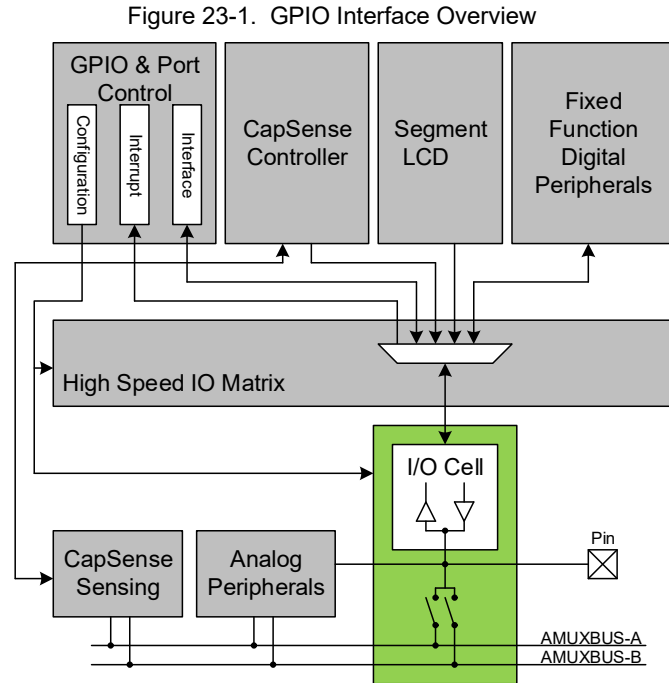 Figure 23-1. GPIO Interface Overview
GPIO & Port
Control
Configuration
Interrupt
Interface
CapSense
Controller
Segment
LCD
Fixed
Function
Digital
Peripherals
High Speed IO Matrix
I/O Cell
CapSense
Sensing
Analog
Peripherals
Pin
AMUXBUS-A
AMUXBUS-B